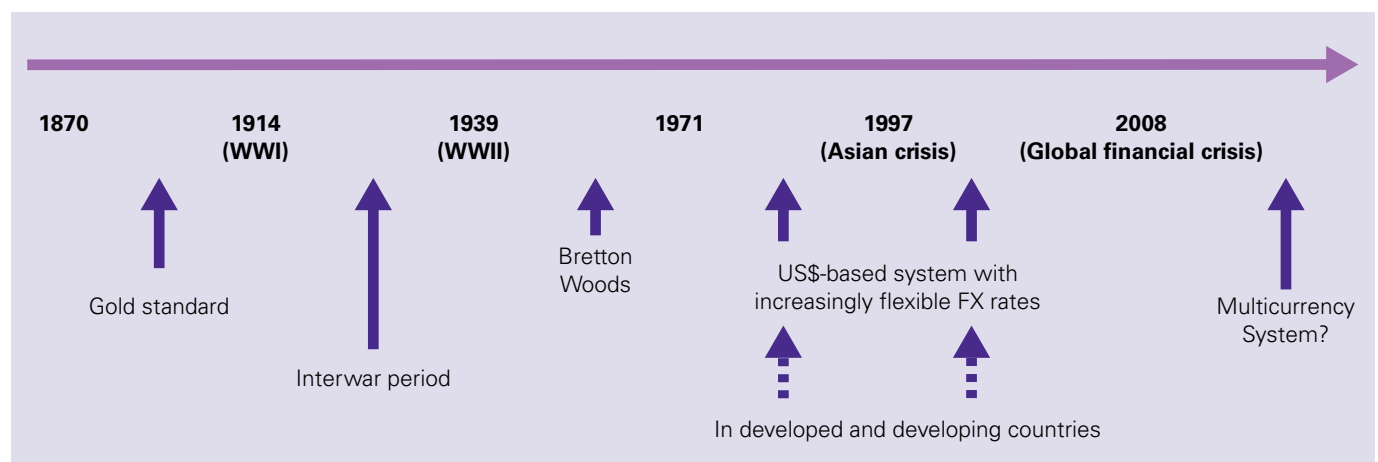 1870
1914
(WWI)
1939
(WWII)
1971
1997
(Asian crisis)
2008
(Global financial crisis)
Gold standard
Interwar period
Bretton
Woods
US$-based system with
increasingly flexible FX rates
In developed and developing countries
Multicurrency
System?